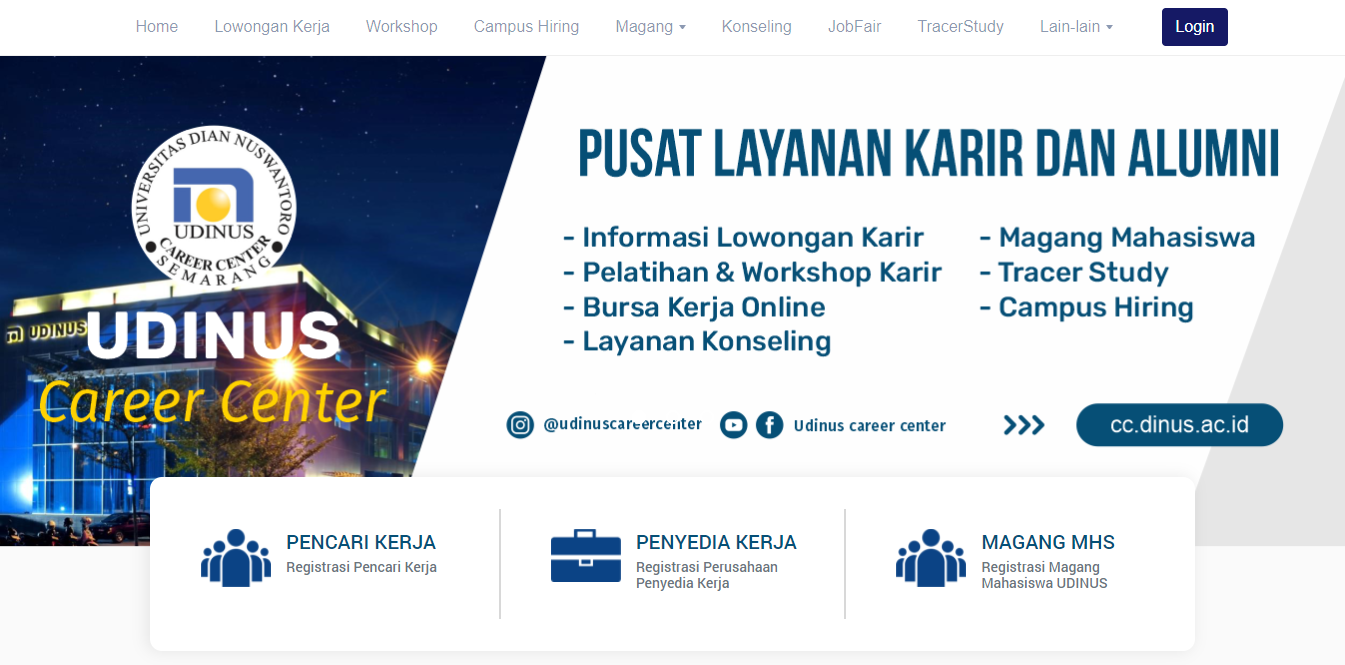 Home Lowongan Kerja Workshop Campus Hiring Magang Konseling JobFair TracerStudy Lain-lain Login
UNIVERSITAS DIAN NUSWANTORO
UDINUS
CAREER CENTER
SEMARANG
UDINUS
UDINUS
Career Center
PUSAT LAYANAN KARIR DAN ALUMNI
- Informasi Lowongan Karir
- Pelatihan & Workshop Karir
- Bursa Kerja Online
- Layanan Konseling
- Magang Mahasiswa
- Tracer Study
- Campus Hiring
@udinuscareercenter Udinus career center cc.dinus.ac.id
PENCARI KERJA
Registrasi Pencari Kerja
PENYEDIA KERJA
Registrasi Perusahaan
Penyedia Kerja
MAGANG MHS
Registrasi Magang
Mahasiswa UDINUS